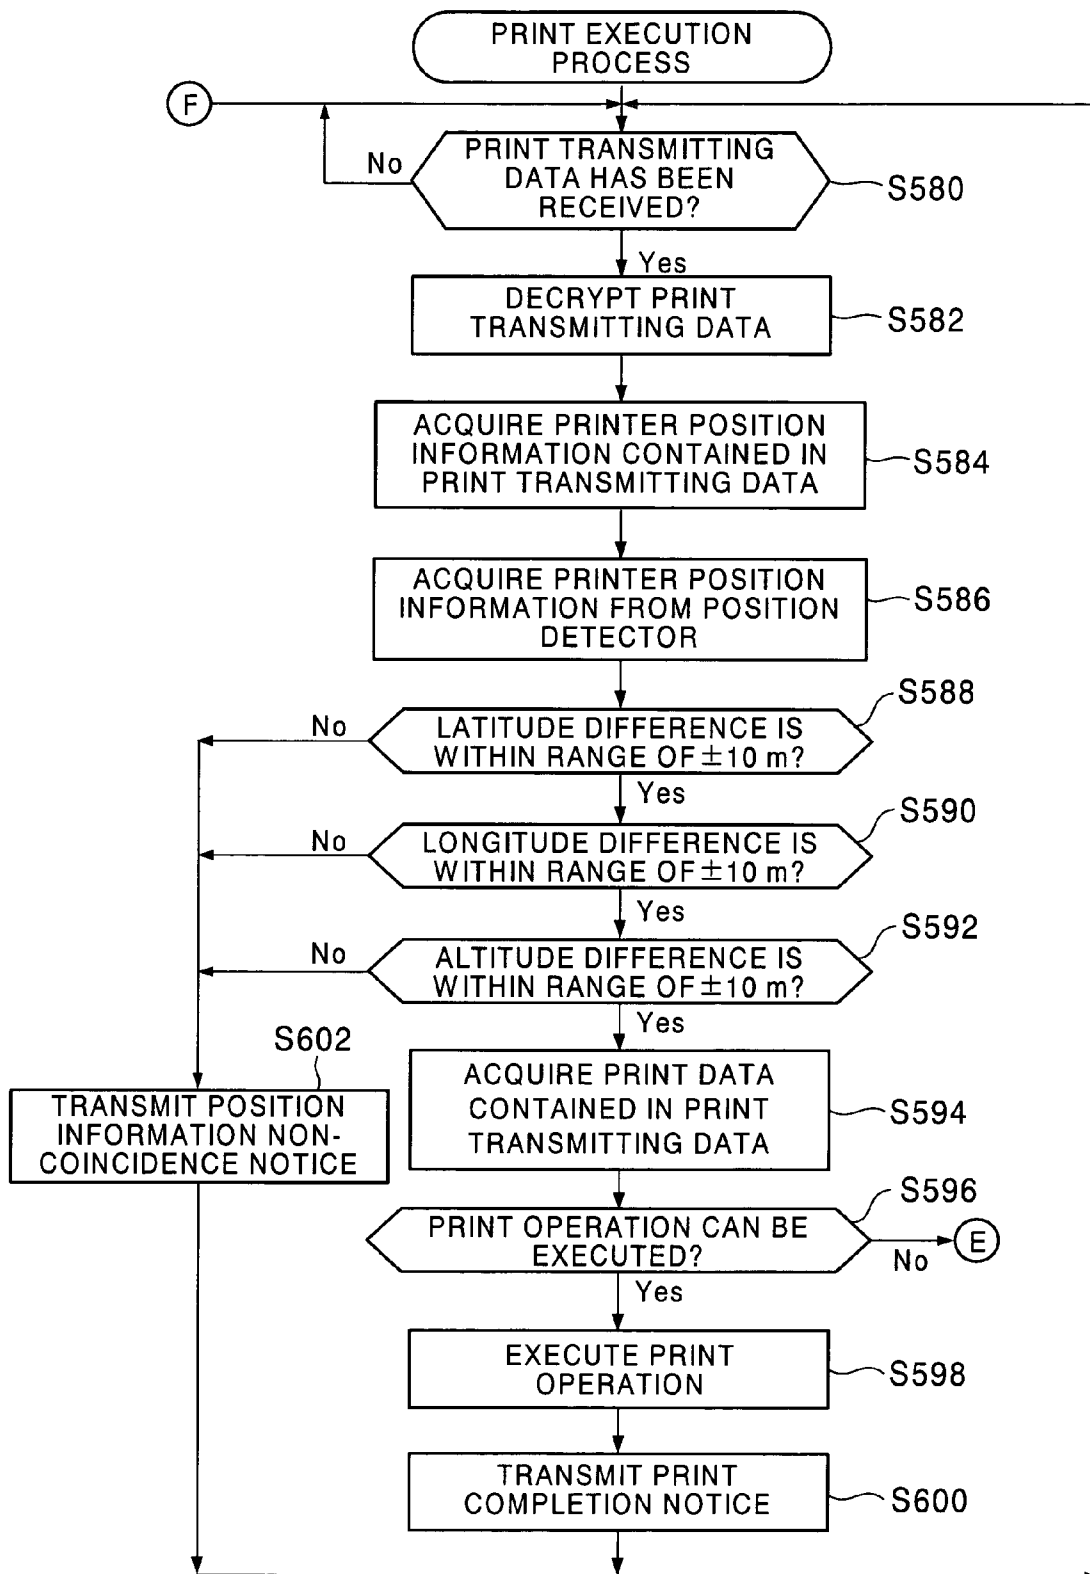 PRINT EXECUTION
PROCESS
F
No
PRINT TRANSMITTING
DATA HAS BEEN
RECEIVED?
S580
Yes
DECRYPT PRINT
TRANSMITTING DATA
S582
ACQUIRE PRINTER POSITION
INFORMATION CONTAINED IN
PRINT TRANSMITTING DATA
S584
ACQUIRE PRINTER POSITION
INFORMATION FROM POSITION
DETECTOR
S586
S588
No
LATITUDE DIFFERENCE IS
WITHIN RANGE OF ±10 m?
Yes
S590
No
LONGITUDE DIFFERENCE IS
WITHIN RANGE OF ±10 m?
Yes
S592
No
ALTITUDE DIFFERENCE IS
WITHIN RANGE OF ±10 m?
Yes
S602
TRANSMIT POSITION
INFORMATION NON-
COINCIDENCE NOTICE
ACQUIRE PRINT DATA
CONTAINED IN PRINT
TRANSMITTING DATA
S594
S596
PRINT OPERATION CAN BE
EXECUTED?
No
E
Yes
EXECUTE PRINT
OPERATION
S598
TRANSMIT PRINT
COMPLETION NOTICE
S600